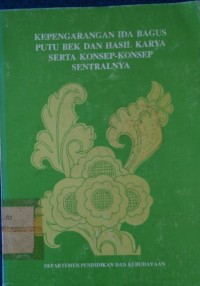 KEPENGARANGAN IDA BAGUS
PUTU BEK DAN HASIL KARYA
SERTA KONSEP-KONSEP
SENTRALNYA
DEPARTEMEN PENDIDIKAN DAN KEBUDAYAAN